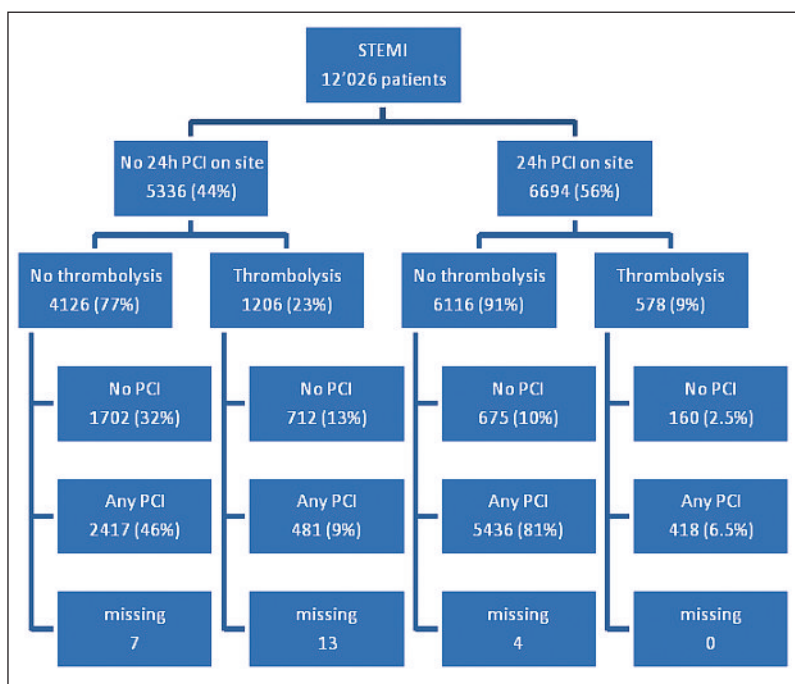 STEMI
12’026 patients
No 24h PCI on site
5336 (44%)
24h PCI on site
6694 (56%)
No thrombolysis
4126 (77%)
Thrombolysis
1206 (23%)
No thrombolysis
6116 (91%)
Thrombolysis
578 (9%)
No PCI
1702 (32%)
No PCI
712 (13%)
No PCI
675 (10%)
No PCI
160 (2.5%)
Any PCI
2417 (46%)
Any PCI
481 (9%)
Any PCI
5436 (81%)
Any PCI
418 (6.5%)
missing
7
missing
13
missing
4
missing
0